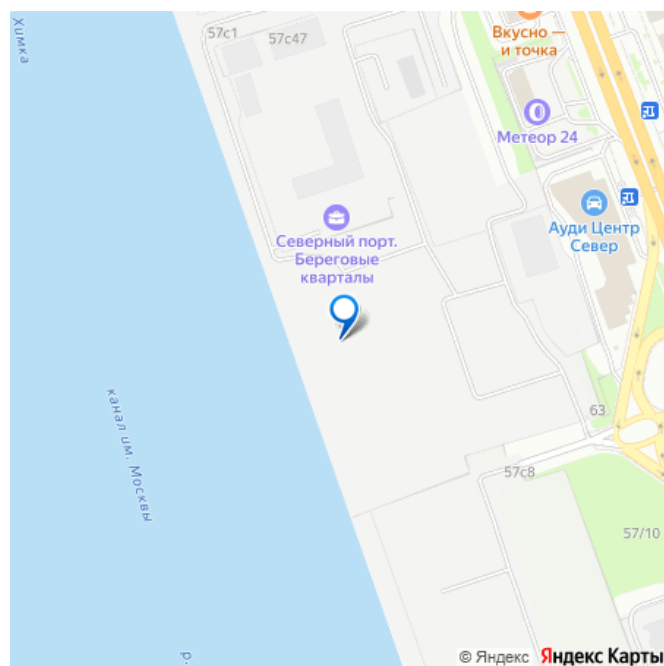 Химка
57с1
57с47
Вкусно —
и точка
Метеор 24
Ауди Центр
Север
Северный порт.
Береговые
кварталы
канал им. Москвы
63
57с8
57/10
р.
© Яндекс Яндекс Карты